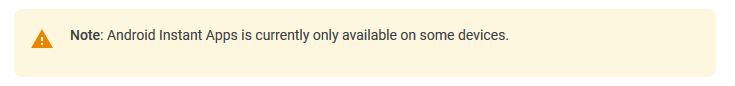 Note: Android Instant Apps is currently only available on some devices.